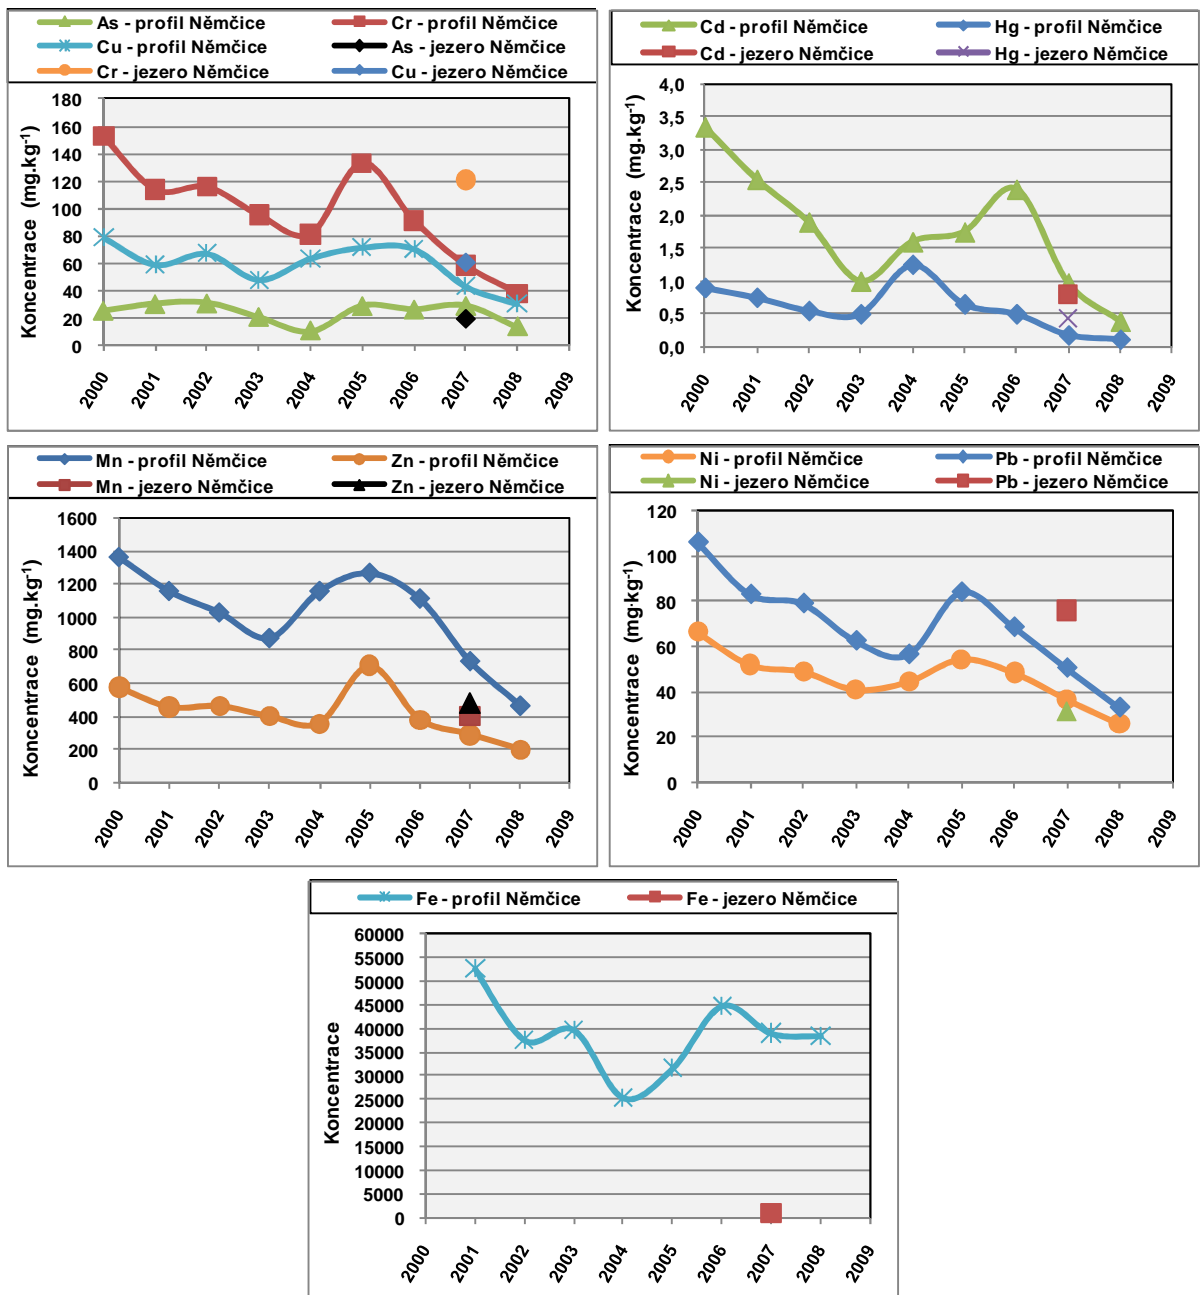 As - profil Němčice Cr - profil Němčice
Cu - profil Němčice As - jezero Němčice
Cr - jezero Němčice Cu - jezero Němčice
Koncentrace (mg.kg-1)
180
160
140
120
100
80
60
40
20
0
2000 2001 2002 2003 2004 2005 2006 2007 2008 2009
Cd - profil Němčice Hg - profil Němčice
Cd - jezero Němčice Hg - jezero Němčice
Koncentrace (mg.kg-1)
4,0
3,5
3,0
2,5
2,0
1,5
1,0
0,5
0,0
2000 2001 2002 2003 2004 2005 2006 2007 2008 2009
Mn - profil Němčice Zn - profil Němčice
Mn - jezero Němčice Zn - jezero Němčice
Koncentrace (mg.kg-1)
1600
1400
1200
1000
800
600
400
200
0
2000 2001 2002 2003 2004 2005 2006 2007 2008 2009
Ni - profil Němčice Pb - profil Němčice
Ni - jezero Němčice Pb - jezero Němčice
Koncentrace (mg·kg-1)
120
100
80
60
40
20
0
2000 2001 2002 2003 2004 2005 2006 2007 2008 2009
Fe - profil Němčice Fe - jezero Němčice
Koncentrace
60000
55000
50000
45000
40000
35000
30000
25000
20000
15000
10000
5000
0
2000 2001 2002 2003 2004 2005 2006 2007 2008 2009